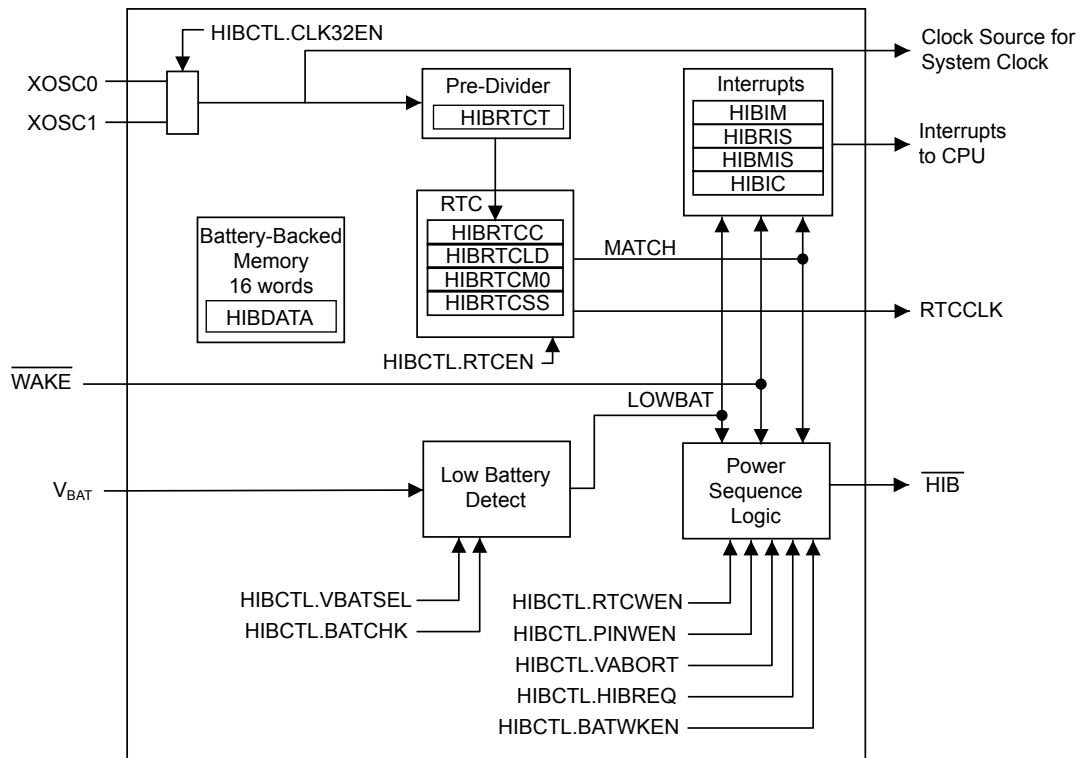 HIBCTL.CLK32EN
XOSC0
XOSC1
Clock Source for
System Clock
Pre-Divider
HIBRTCT
Interrupts
HIBIM
HIBRIS
HIBMIS
HIBIC
Interrupts
to CPU
RTC
HIBRTCC
HIBRTCLD
HIBRTCM0
HIBRTCSS
MATCH
Battery-Backed
Memory
16 words
HIBDATA
RTCCLK
HIBCTL.RTCEN
WAKE
LOWBAT
VBAT
Low Battery
Detect
Power
Sequence
Logic
HIB
HIBCTL.VBATSEL
HIBCTL.BATCHK
HIBCTL.RTCWEN
HIBCTL.PINWEN
HIBCTL.VABORT
HIBCTL.HIBREQ
HIBCTL.BATWKEN